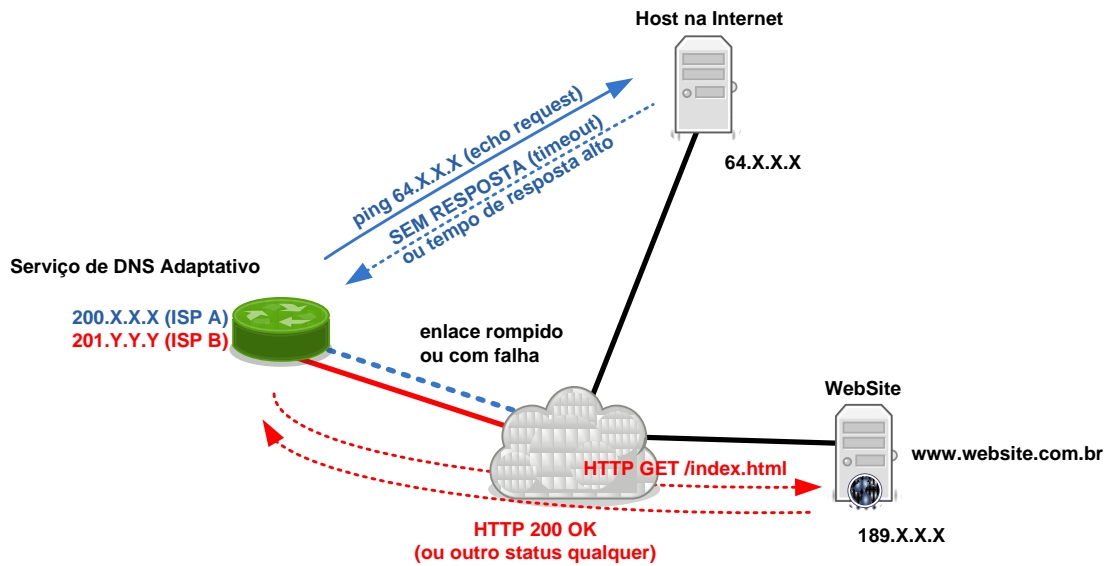 Host na Internet
ping 64.X.X.X (echo request)
SEM RESPOSTA (timeout)
ou tempo de resposta alto
64.X.X.X
Serviço de DNS Adaptativo
200.X.X.X (ISP A)
201.Y.Y.Y (ISP B)
enlace rompido
ou com falha
WebSite
www.website.com.br
HTTP GET /index.html
HTTP 200 OK
(ou outro status qualquer)
189.X.X.X